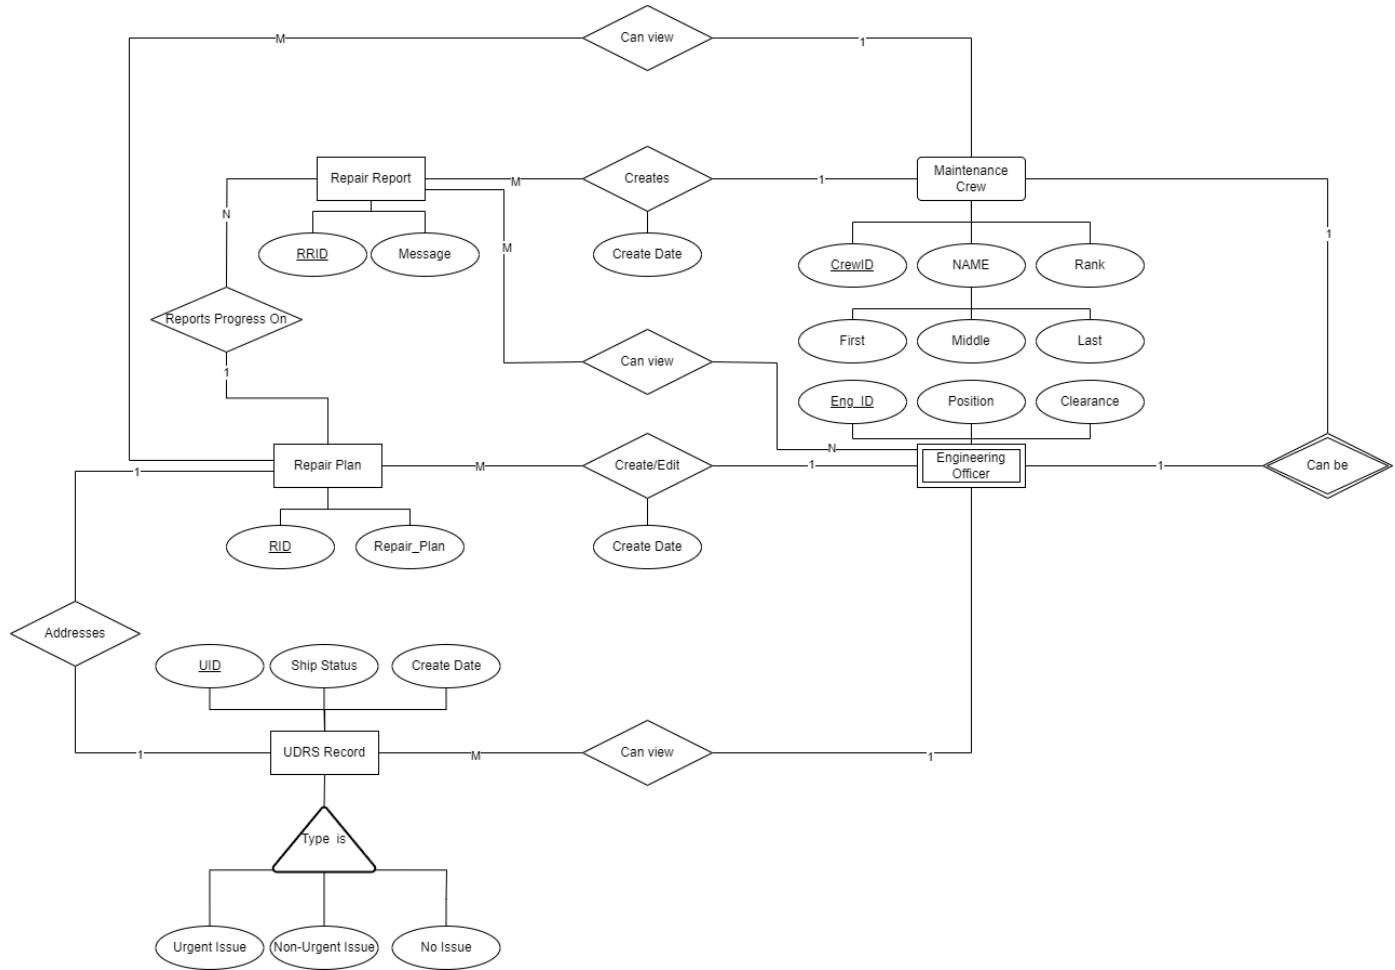 M
Can view
1
Repair Report
M
Creates
1
Maintenance
Crew
N
M
1
RRID
Message
Create Date
CrewID
NAME
Rank
Reports Progress On
First
Middle
Last
Can view
1
Eng_ID
Position
Clearance
N
Repair Plan
M
Create/Edit
1
Engineering
Officer
1
Can be
1
RID
Repair_Plan
Create Date
Addresses
UID
Ship Status
Create Date
1
UDRS Record
M
Can view
1
Type is
Urgent Issue
Non-Urgent Issue
No Issue